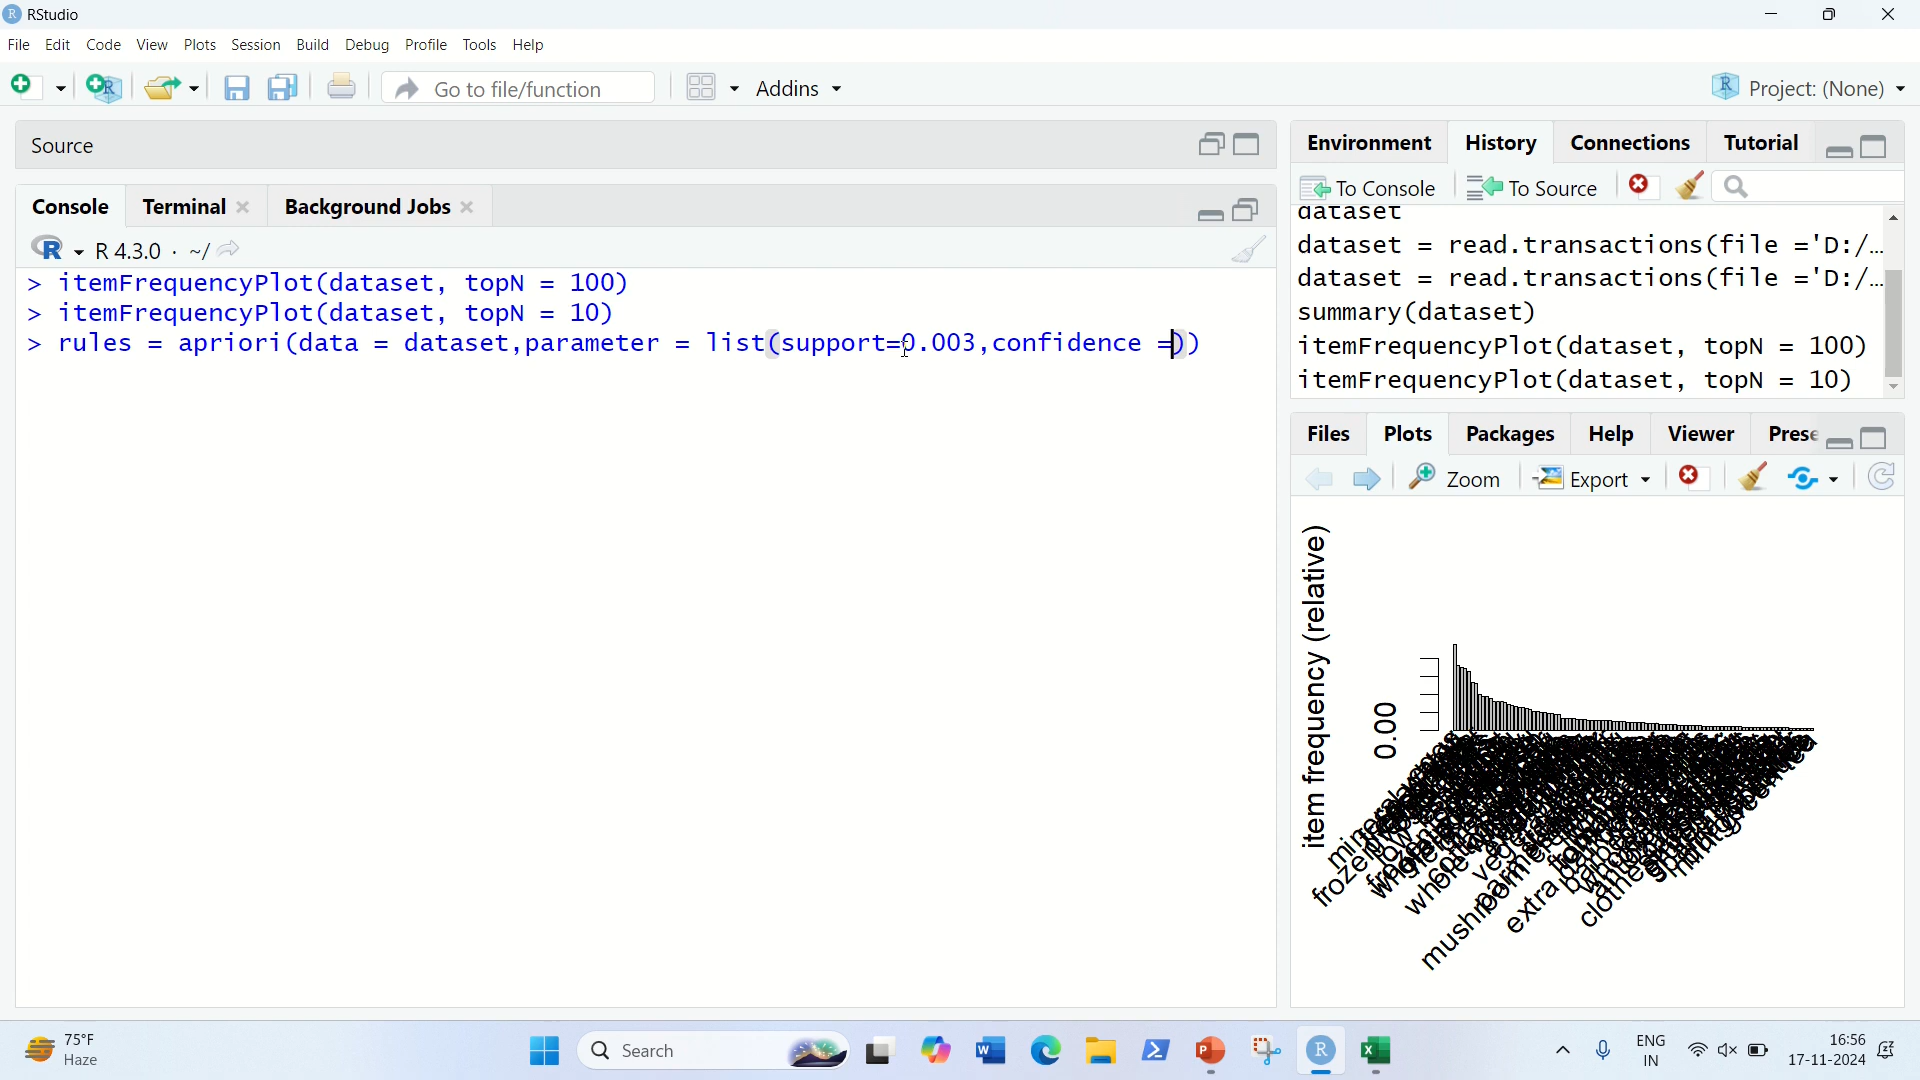 RStudio
File Edit Code View Plots Session Build Debug Profile Tools Help
Go to file/function
Addins
Project: (None)
Source
Console
Terminal
Background Jobs
R 4.3.0 · ~/
> itemFrequencyPlot(dataset, topN = 100)
> itemFrequencyPlot(dataset, topN = 10)
> rules = apriori(data = dataset,parameter = list(support=0.003,confidence =))
Environment History Connections Tutorial
To Console
To Source
dataset
dataset = read.transactions(file ='D:/…
dataset = read.transactions(file ='D:/…
summary(dataset)
itemFrequencyPlot(dataset, topN = 100)
itemFrequencyPlot(dataset, topN = 10)
Files Plots Packages Help Viewer Prese
Zoom
Export
item frequency (relative)
0.00
75°F
Haze
Search
ENG
IN
16:56
17-11-2024